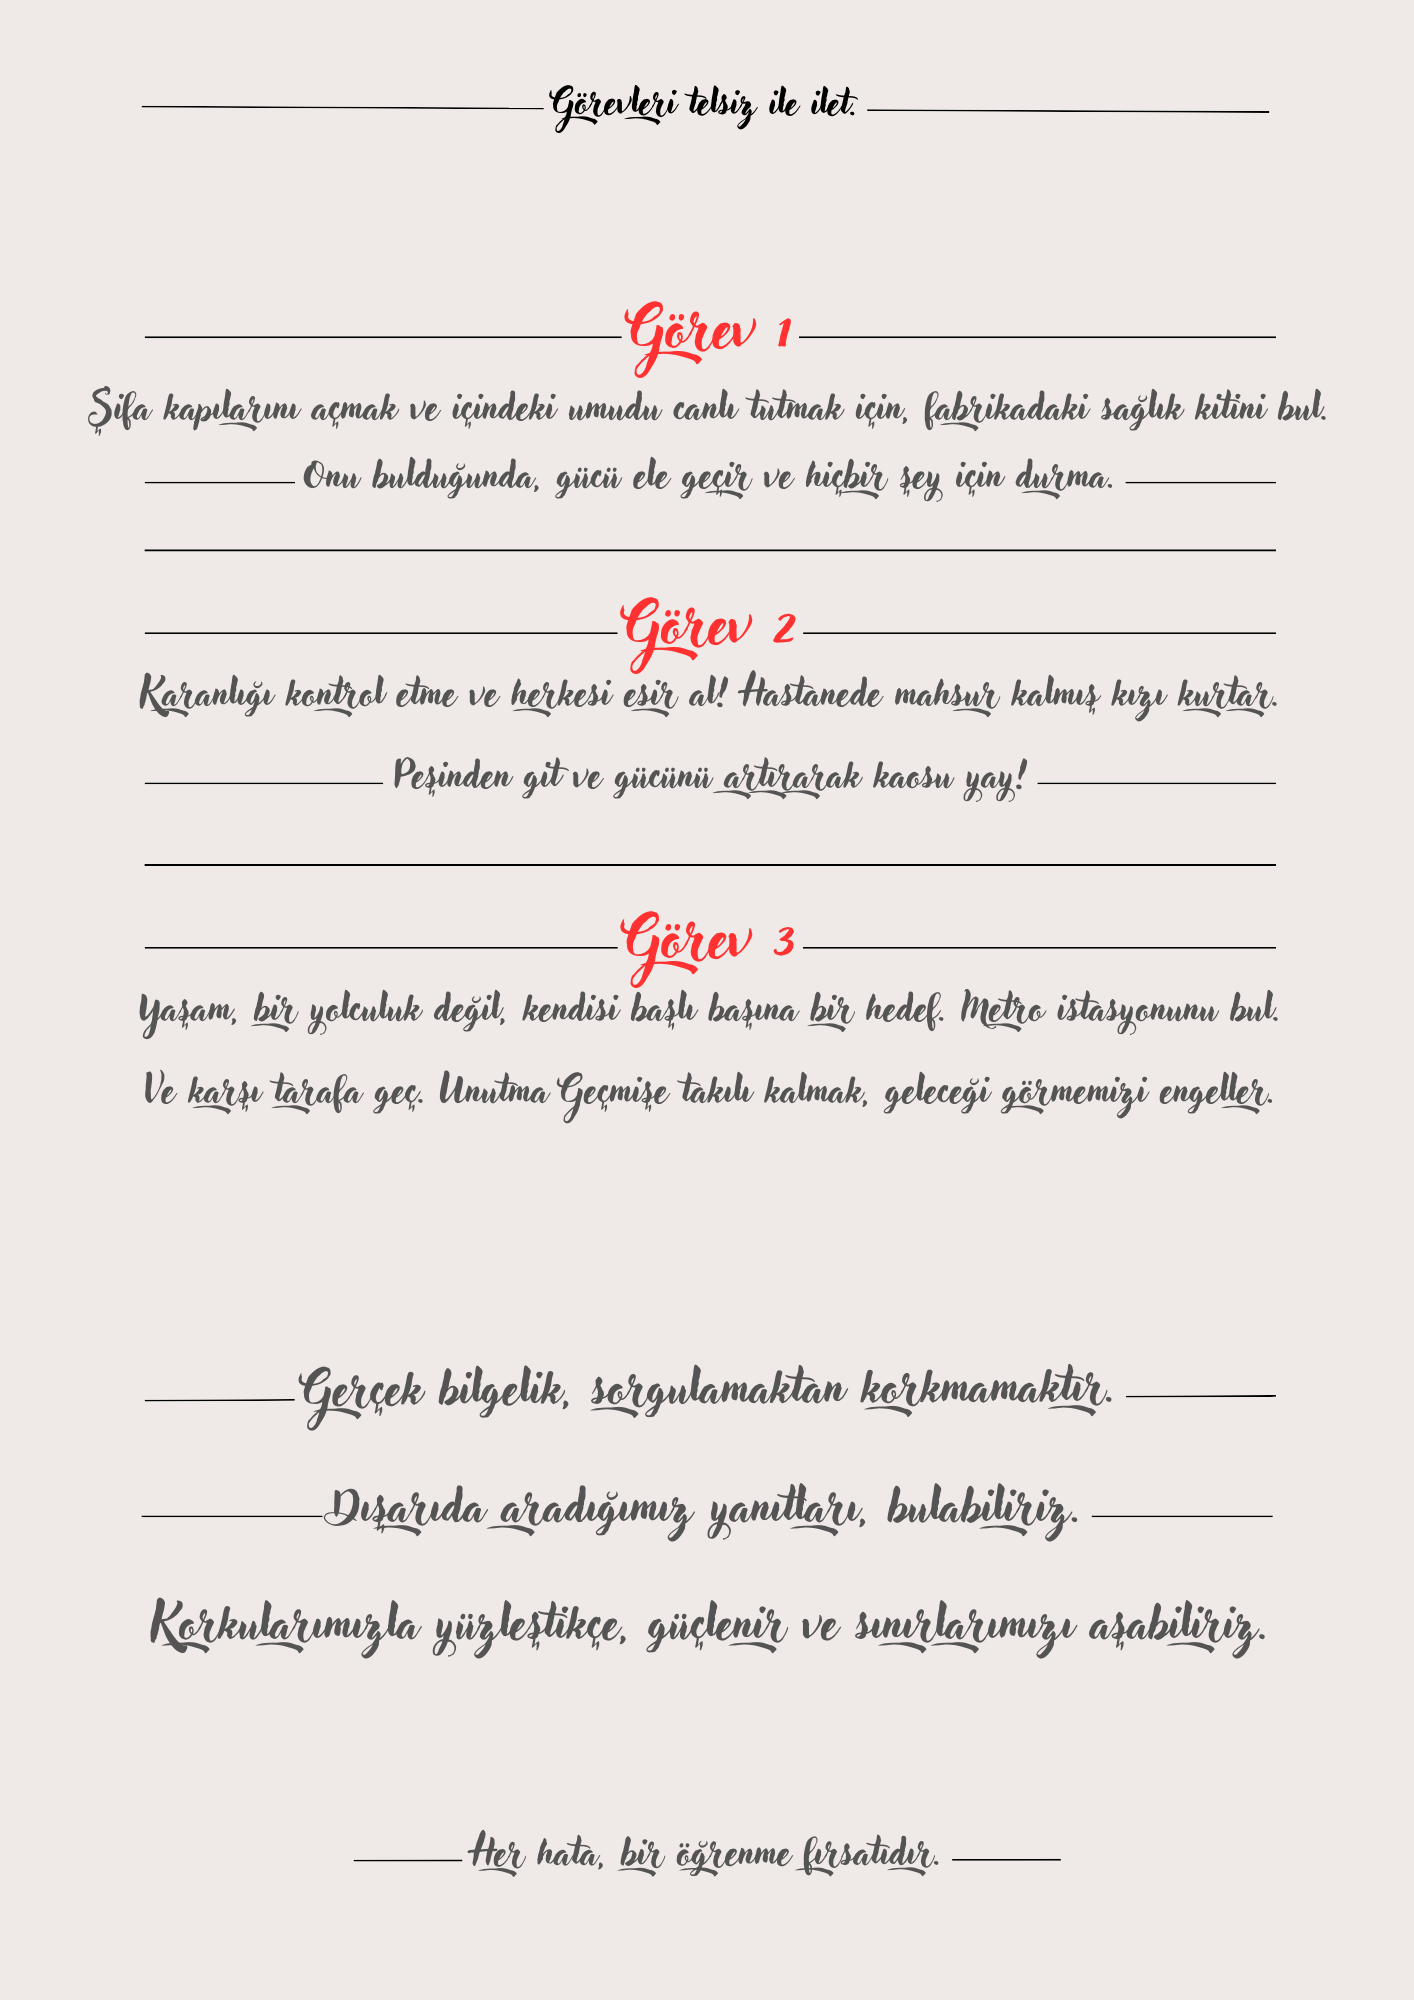 Görevleri telsiz ile ilet.
Görev 1
Şifa kapılarını açmak ve içindeki umudu canlı tutmak için, fabrikadaki sağlık kitini bul.
Onu bulduğunda, gücü ele geçir ve hiçbir şey için durma.
Görev 2
Karanlığı kontrol etme ve herkesi esir al! Hastanede mahsur kalmış kızı kurtar.
Peşinden git ve gücünü artırarak kaosu yay!
Görev 3
Yaşam, bir yolculuk değil, kendisi başlı başına bir hedef. Metro istasyonunu bul.
Ve karşı tarafa geç. Unutma Geçmişe takılı kalmak, geleceği görmemizi engeller.
Gerçek bilgelik, sorgulamaktan korkmamaktır.
Dışarıda aradığımız yanıtları, bulabiliriz.
Korkularımızla yüzleştikçe, güçlenir ve sınırlarımızı aşabiliriz.
Her hata, bir öğrenme fırsatıdır.